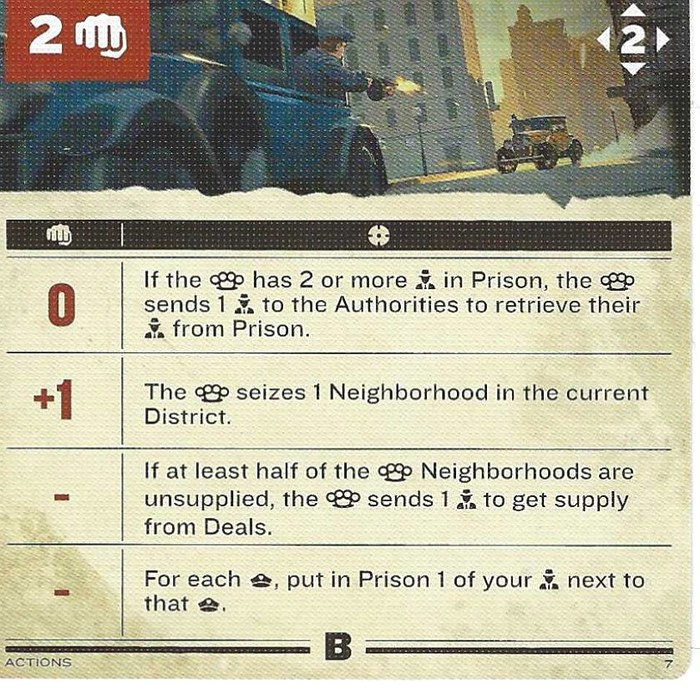 2
2
0
If the has 2 or more in Prison, the
sends 1 to the Authorities to retrieve their
from Prison.
+1
The seizes 1 Neighborhood in the current
District.
-
If at least half of the Neighborhoods are
unsupplied, the sends 1 to get supply
from Deals.
-
For each , put in Prison 1 of your next to
that .
B
ACTIONS
7